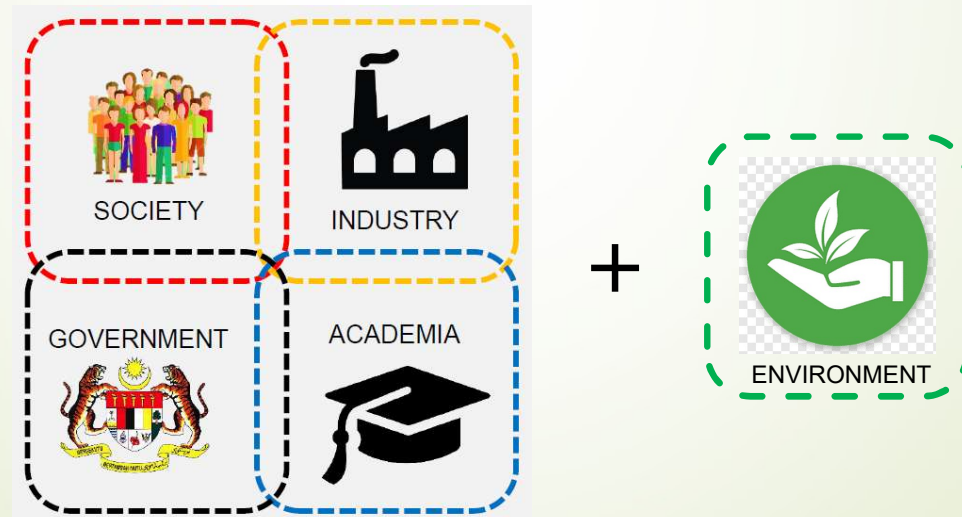 SOCIETY
INDUSTRY
GOVERNMENT
ACADEMIA
+
ENVIRONMENT